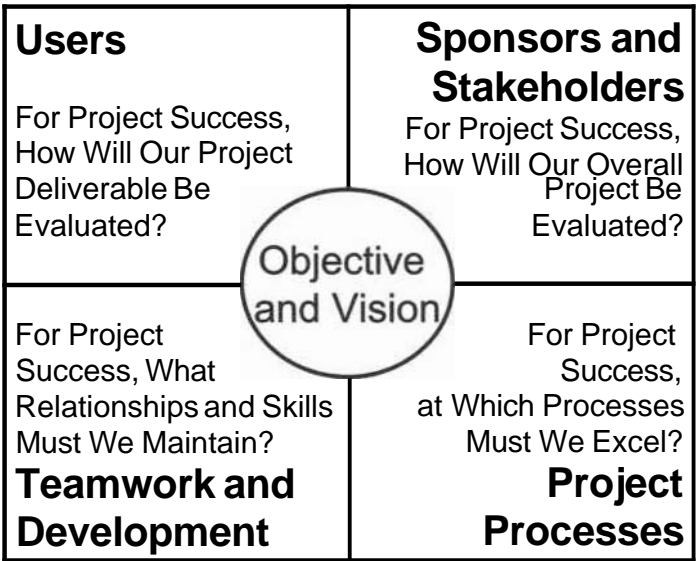 Users
For Project Success,
How Will Our Project
Deliverable Be
Evaluated?
Sponsors and
Stakeholders
For Project Success,
How Will Our Overall
Project Be
Evaluated?
Objective
and Vision
For Project
Success, What
Relationships and Skills
Must We Maintain?
Teamwork and
Development
For Project
Success,
at Which Processes
Must We Excel?
Project
Processes